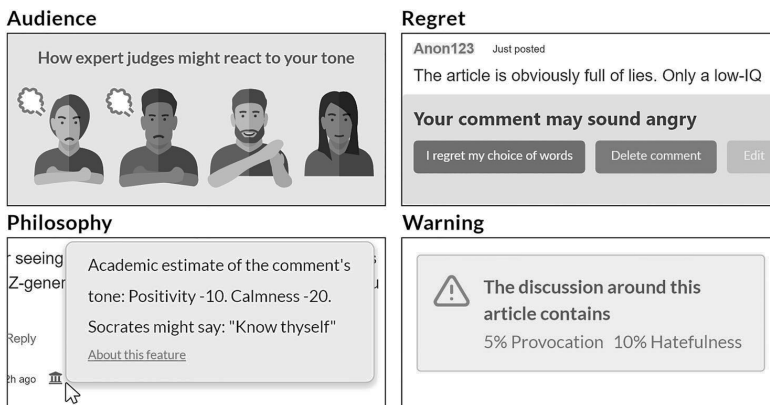 Audience
How expert judges might react to your tone
Regret
Anon123 Just posted
The article is obviously full of lies. Only a low-IQ
Your comment may sound angry
I regret my choice of words
Delete comment
Edit
Philosophy
r seeing
Z-gener
Reply
2h ago
Academic estimate of the comment's
tone: Positivity -10. Calmness -20.
Socrates might say: "Know thyself"
About this feature
Warning
The discussion around this
article contains
5% Provocation 10% Hatefulness